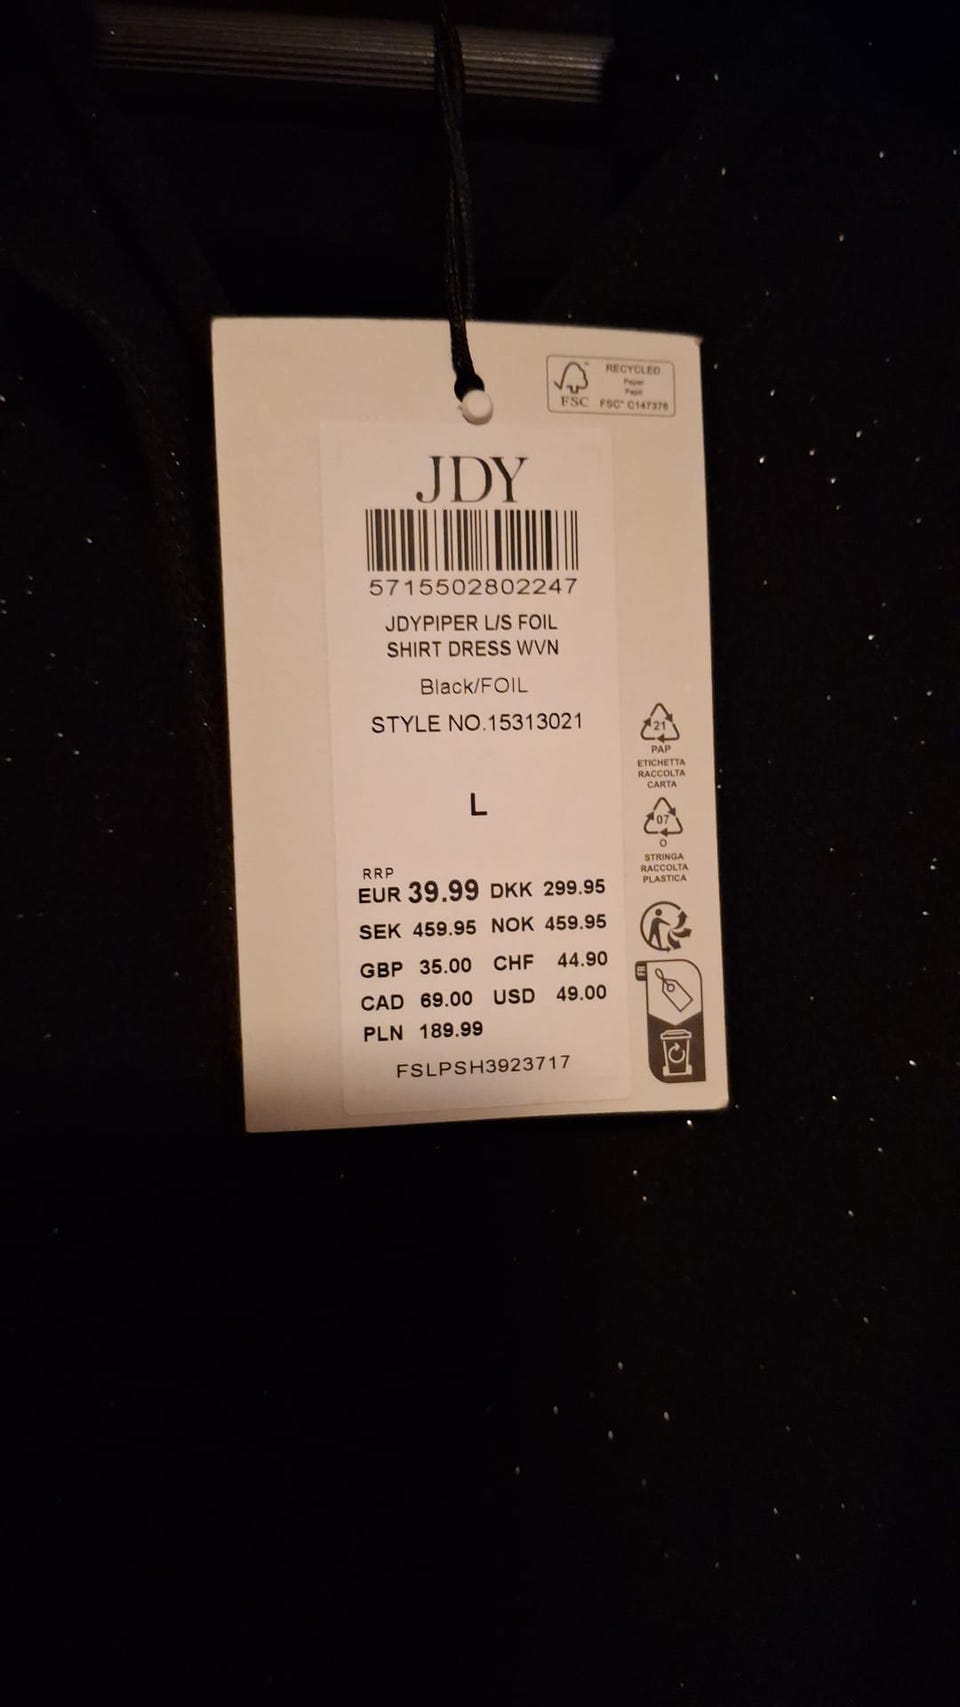 RECYCLED
Paper
Papír
FSC
FSC® C147376
JDY
5715502802247
JDYPIPER L/S FOIL
SHIRT DRESS WVN
Black/FOIL
STYLE NO.15313021
L
21
PAP
ETICHETTA
RACCOLTA
CARTA
07
O
STRINGA
RACCOLTA
PLASTICA
RRP
EUR 39.99 DKK 299.95
SEK 459.95 NOK 459.95
GBP 35.00 CHF 44.90
CAD 69.00 USD 49.00
PLN 189.99
FSLPSH3923717